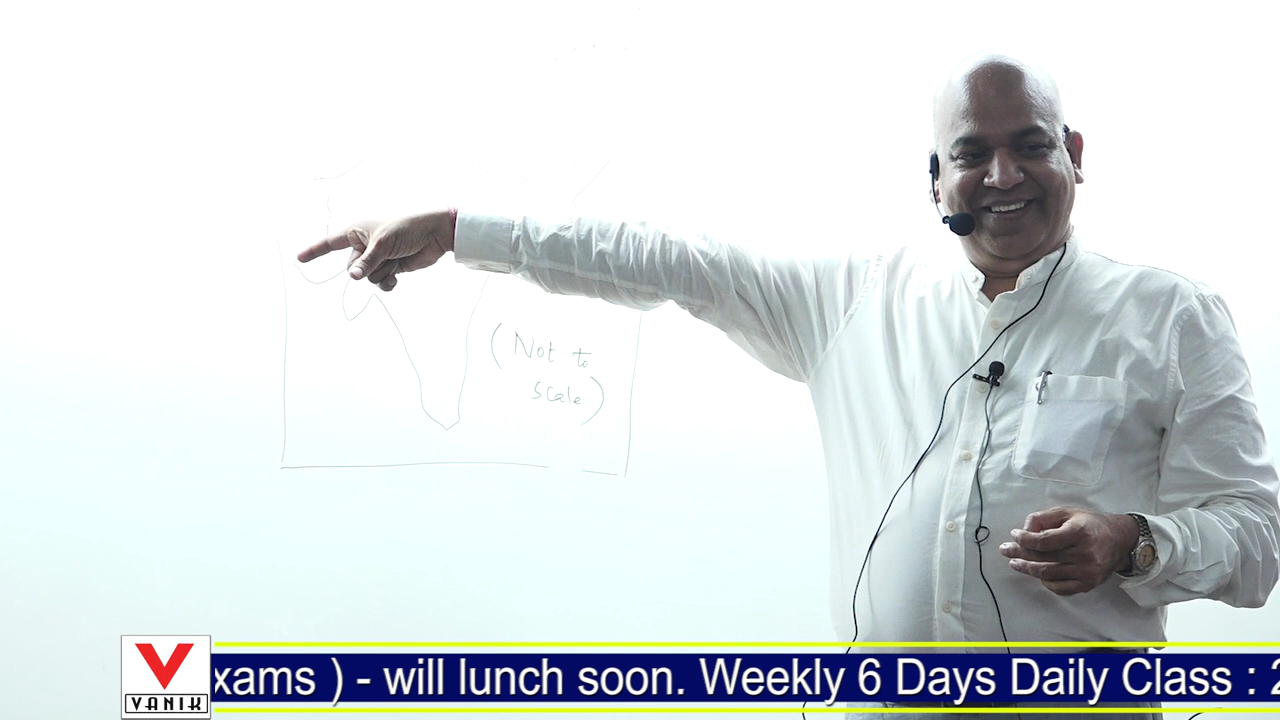 (Not to
scale)
VANIK
xams ) - will lunch soon. Weekly 6 Days Daily Class : 2